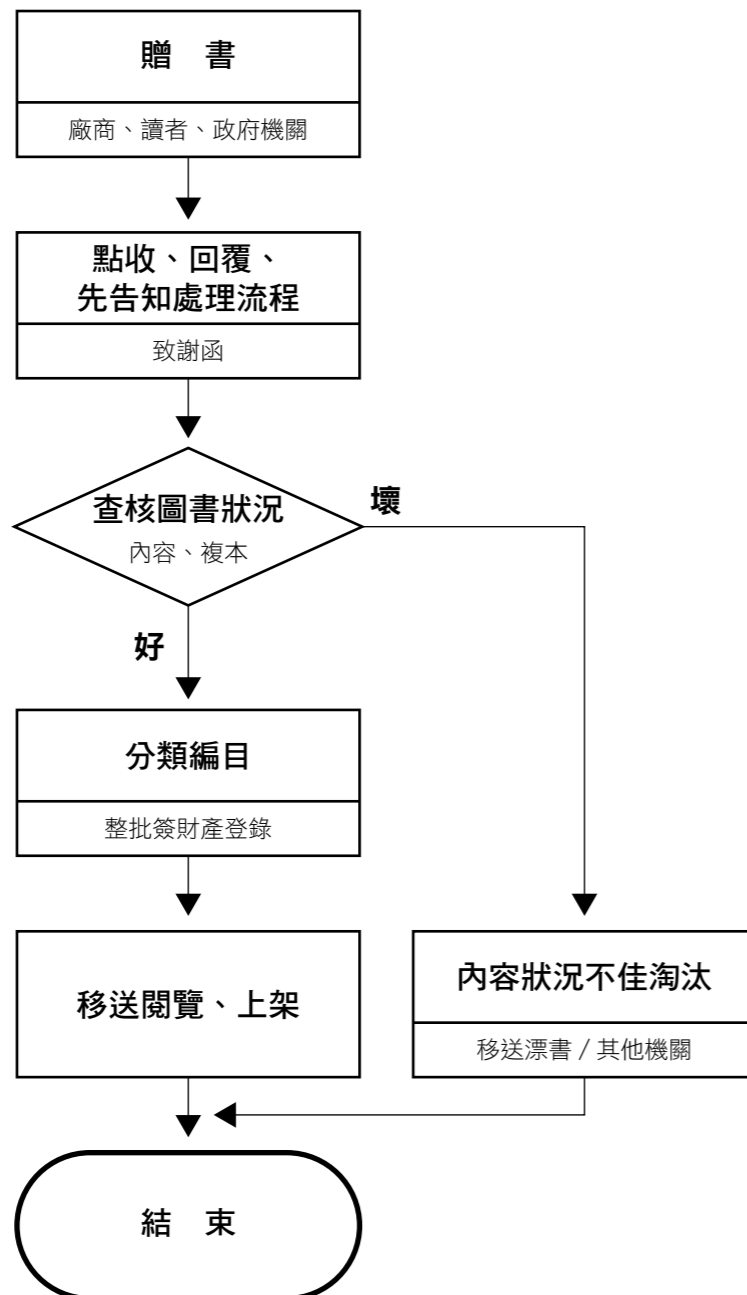 贈 書
廠商、讀者、政府機關
點收、回覆、
先告知處理流程
致謝函
查核圖書狀況
內容、複本
壞
好
分類編目
整批簽財產登錄
移送閱覽、上架
內容狀況不佳淘汰
移送漂書 / 其他機關
結 束